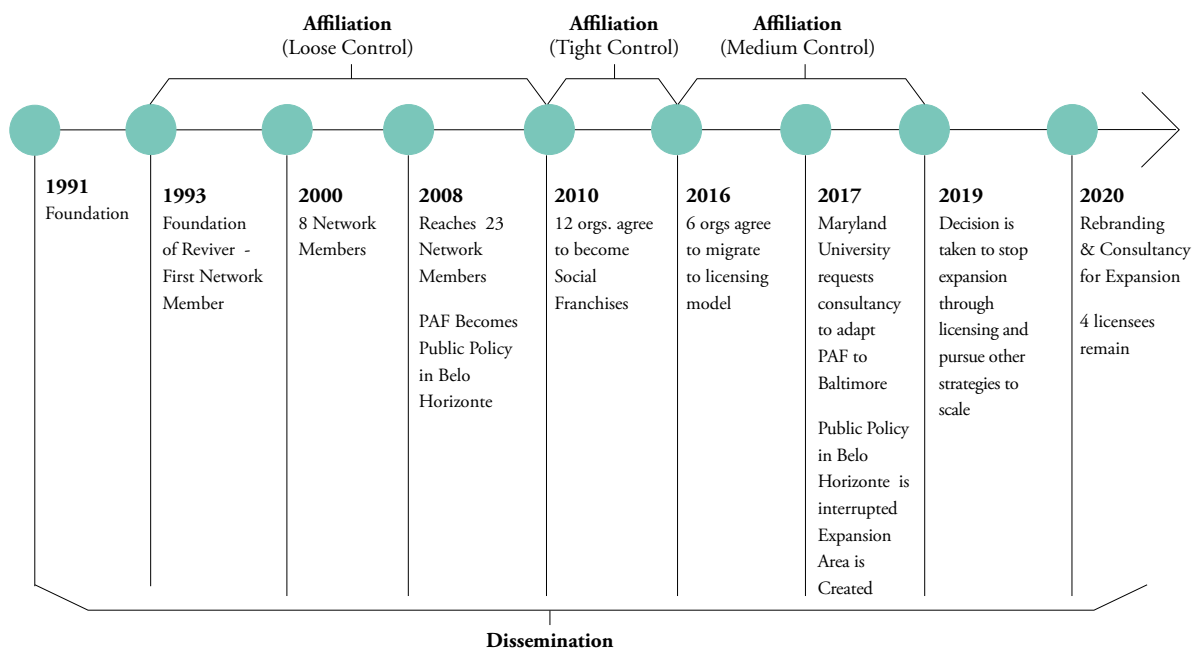 Affiliation
(Loose Control)
Affiliation
(Tight Control)
Affiliation
(Medium Control)
1991
Foundation
1993
Foundation
of Reviver -
First Network
Member
2000
8 Network
Members
2008
Reaches 23
Network
Members
PAF Becomes
Public Policy
in Belo
Horizonte
2010
12 orgs. agree
to become
Social
Franchises
2016
6 orgs agree
to migrate
to licensing
model
2017
Maryland
University
requests
consultancy
to adapt
PAF to
Baltimore
Public Policy
in Belo
Horizonte is
interrupted
Expansion
Area is
Created
2019
Decision is
taken to stop
expansion
through
licensing and
pursue other
strategies to
scale
2020
Rebranding
& Consultancy
for Expansion
4 licensees
remain
Dissemination